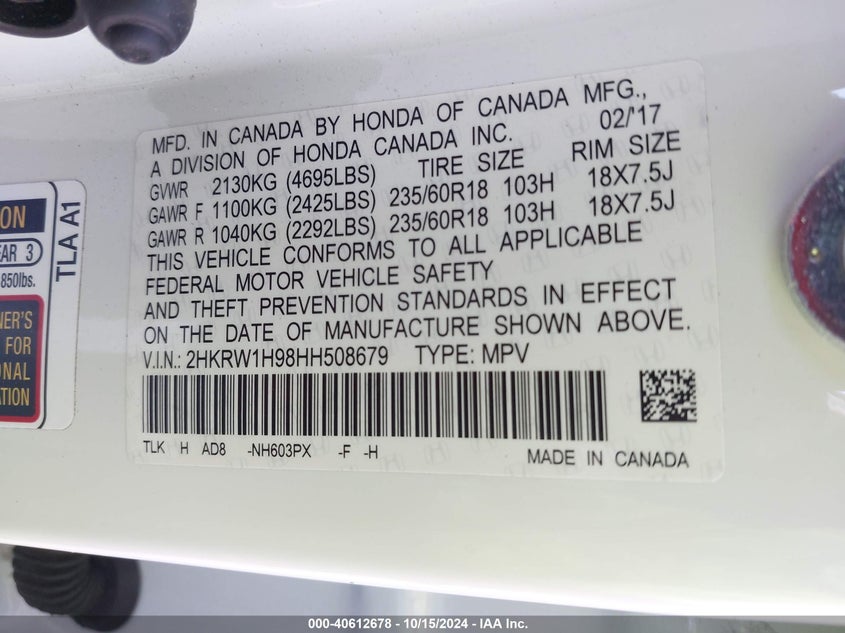 MFD. IN CANADA BY HONDA OF CANADA MFG.,
A DIVISION OF HONDA CANADA INC. 02/'17
GVWR 2130KG (4695LBS) TIRE SIZE RIM SIZE
GAWR F 1100KG (2425LBS) 235/60R18 103H 18X7.5J
GAWR R 1040KG (2292LBS) 235/60R18 103H 18X7.5J
THIS VEHICLE CONFORMS TO ALL APPLICABLE
FEDERAL MOTOR VEHICLE SAFETY
AND THEFT PREVENTION STANDARDS IN EFFECT
ON THE DATE OF MANUFACTURE SHOWN ABOVE.
V.I.N.: 2HKRW1H98HH508679 TYPE: MPV
TLK H AD8 -NH603PX -F -H
MADE IN CANADA
ON
EAR 3
850lbs.
NER'S
FOR
ONAL
ATION
TLA A1
000-40612678 - 10/15/2024 - IAA Inc.